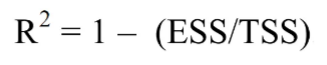 R² = 1 – (ESS/TSS)